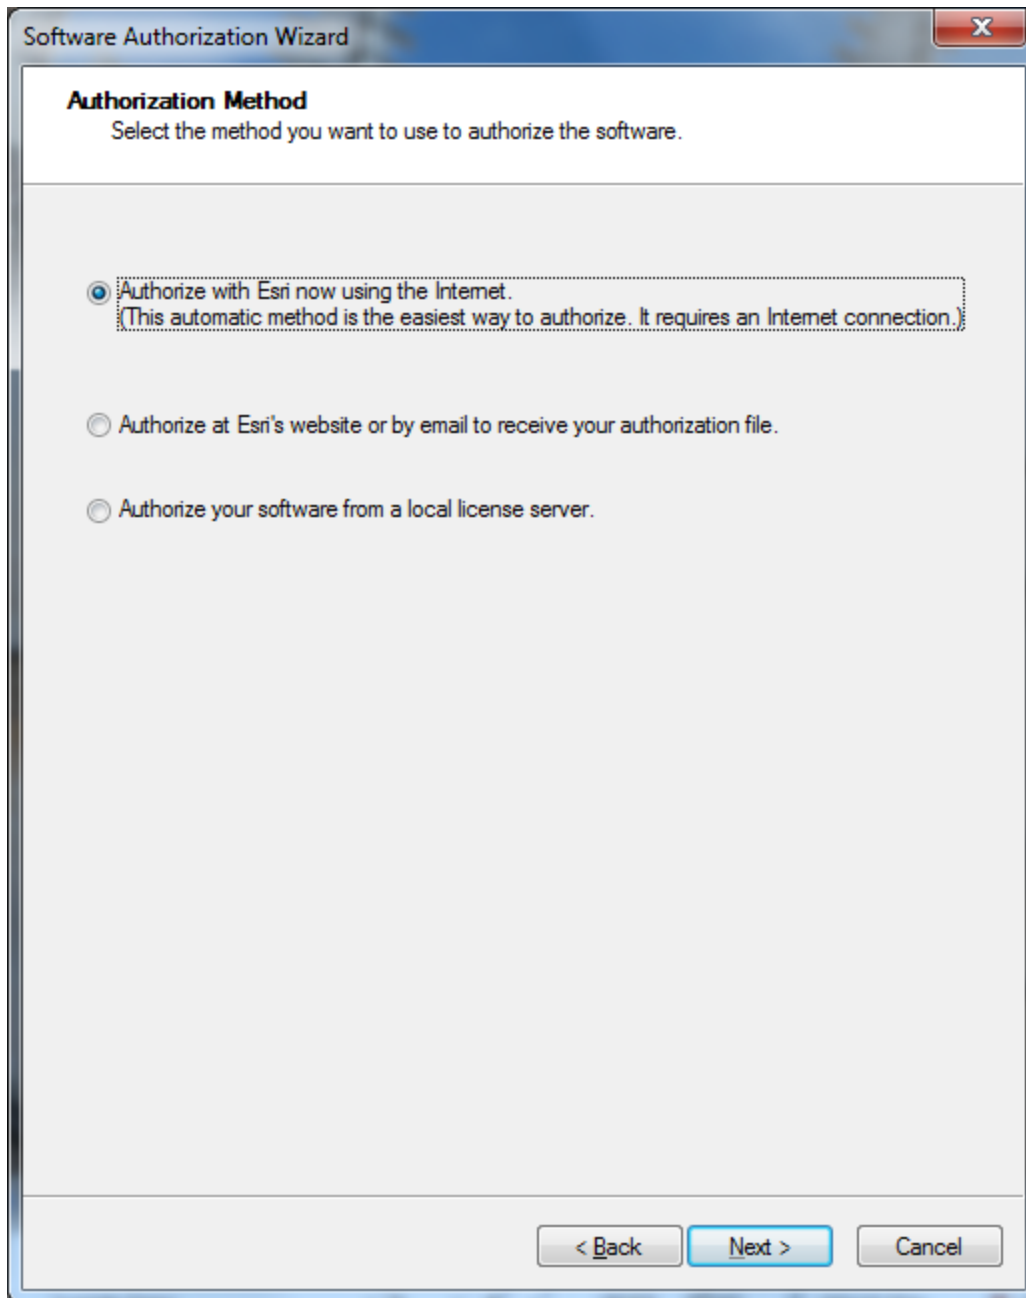 Software Authorization Wizard
x
Authorization Method
Select the method you want to use to authorize the software.
Authorize with Esri now using the Internet.
(This automatic method is the easiest way to authorize. It requires an Internet connection.)
Authorize at Esri's website or by email to receive your authorization file.
Authorize your software from a local license server.
< Back Next > Cancel